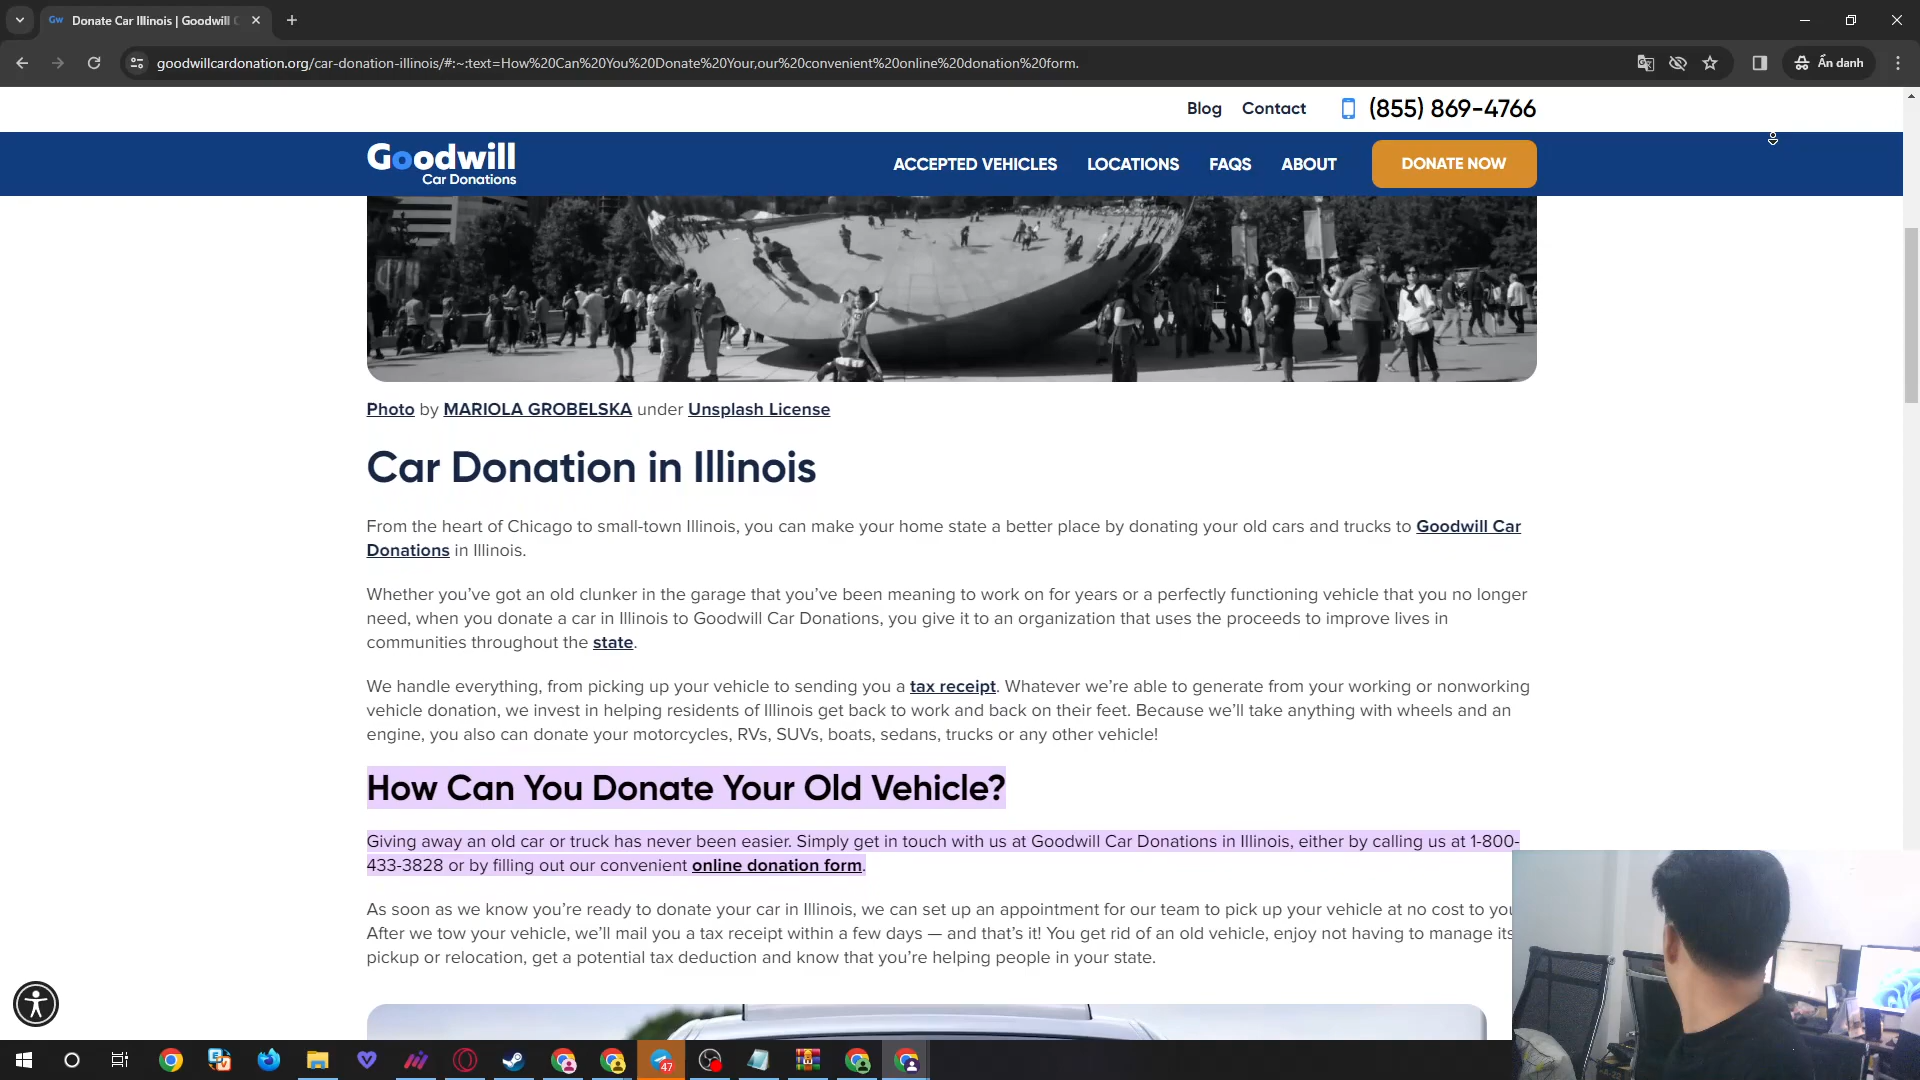 Donate Car Illinois | Goodwill C
goodwillcardonation.org/car-donation-illinois/#:~:text=How%20Can%20You%20Donate%20Your,our%20convenient%20online%20donation%20form.
Ẩn danh
Blog Contact (855) 869-4766
Goodwill
Car Donations
ACCEPTED VEHICLES LOCATIONS FAQS ABOUT DONATE NOW
Photo by MARIOLA GROBELSKA under Unsplash License
Car Donation in Illinois
From the heart of Chicago to small-town Illinois, you can make your home state a better place by donating your old cars and trucks to Goodwill Car
Donations in Illinois.
Whether you’ve got an old clunker in the garage that you’ve been meaning to work on for years or a perfectly functioning vehicle that you no longer
need, when you donate a car in Illinois to Goodwill Car Donations, you give it to an organization that uses the proceeds to improve lives in
communities throughout the state.
We handle everything, from picking up your vehicle to sending you a tax receipt. Whatever we’re able to generate from your working or nonworking
vehicle donation, we invest in helping residents of Illinois get back to work and back on their feet. Because we’ll take anything with wheels and an
engine, you also can donate your motorcycles, RVs, SUVs, boats, sedans, trucks or any other vehicle!
How Can You Donate Your Old Vehicle?
Giving away an old car or truck has never been easier. Simply get in touch with us at Goodwill Car Donations in Illinois, either by calling us at 1-800-
433-3828 or by filling out our convenient online donation form.
As soon as we know you’re ready to donate your car in Illinois, we can set up an appointment for our team to pick up your vehicle at no cost to you
After we tow your vehicle, we’ll mail you a tax receipt within a few days — and that’s it! You get rid of an old vehicle, enjoy not having to manage its
pickup or relocation, get a potential tax deduction and know that you’re helping people in your state.
47